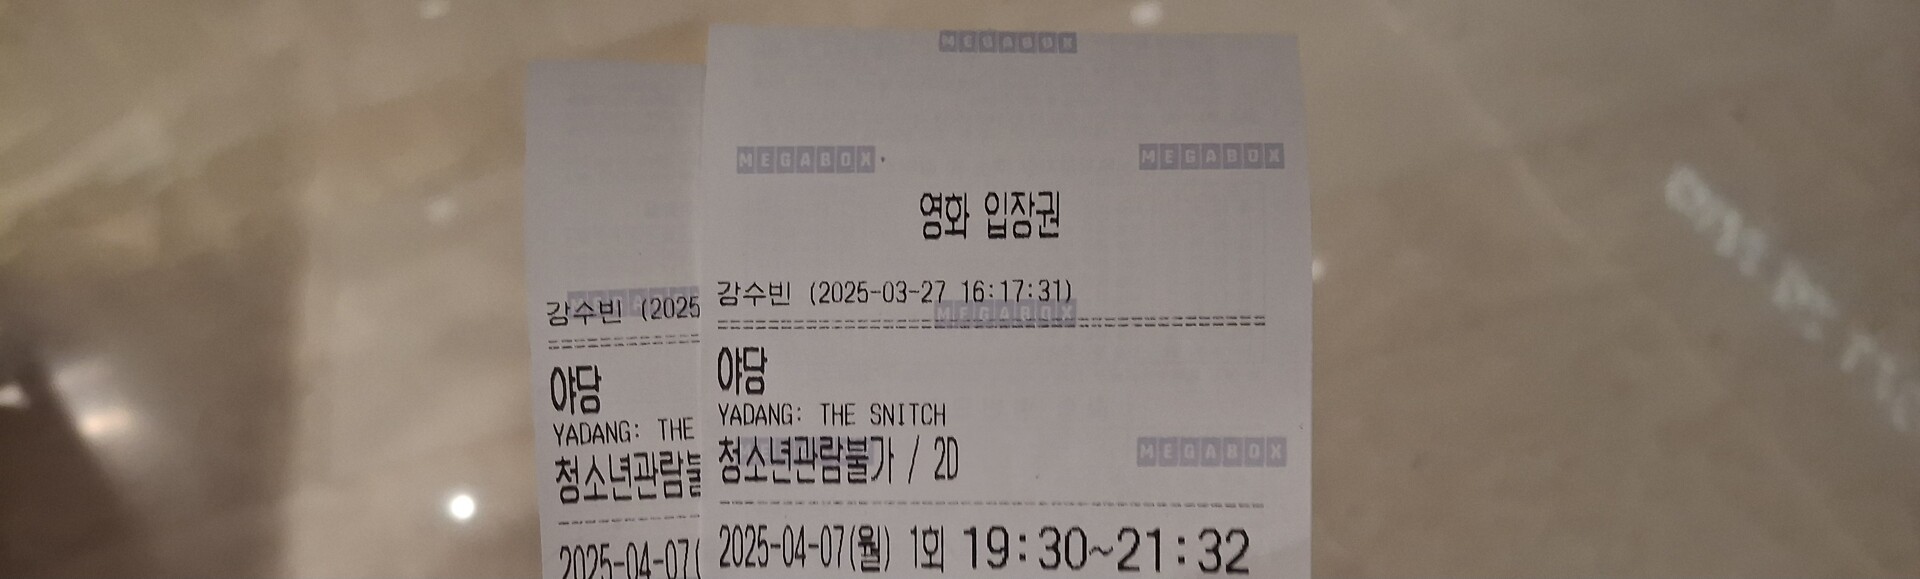 MEGABOX
MEGABOX MEGABOX
영화 입장권
강수빈 (2025-03-27 16:17:31)
MEGABOX
야당
YADANG: THE SNITCH
청소년관람불가 / 2D
MEGABOX
2025-04-07(월) 1회 19:30~21:32
강수빈 (2025
야당
YADANG: THE
청소년관람불
2025-04-07(